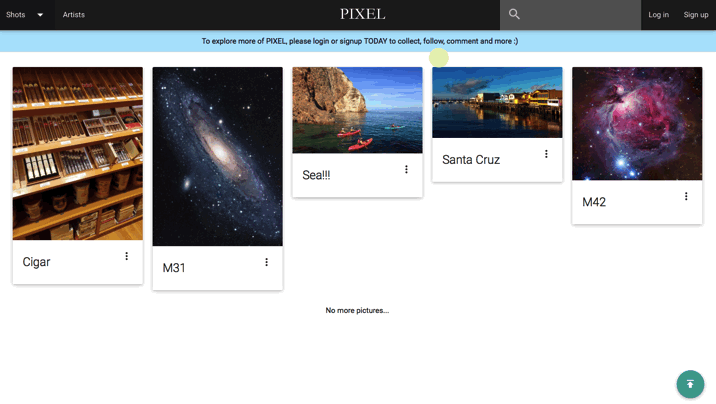 Shots
Artists
PIXEL
Log in
Sign up
To explore more of PIXEL, please login or signup TODAY to collect, follow, comment and more :)
Cigar
M31
Sea!!!
Santa Cruz
M42
No more pictures...